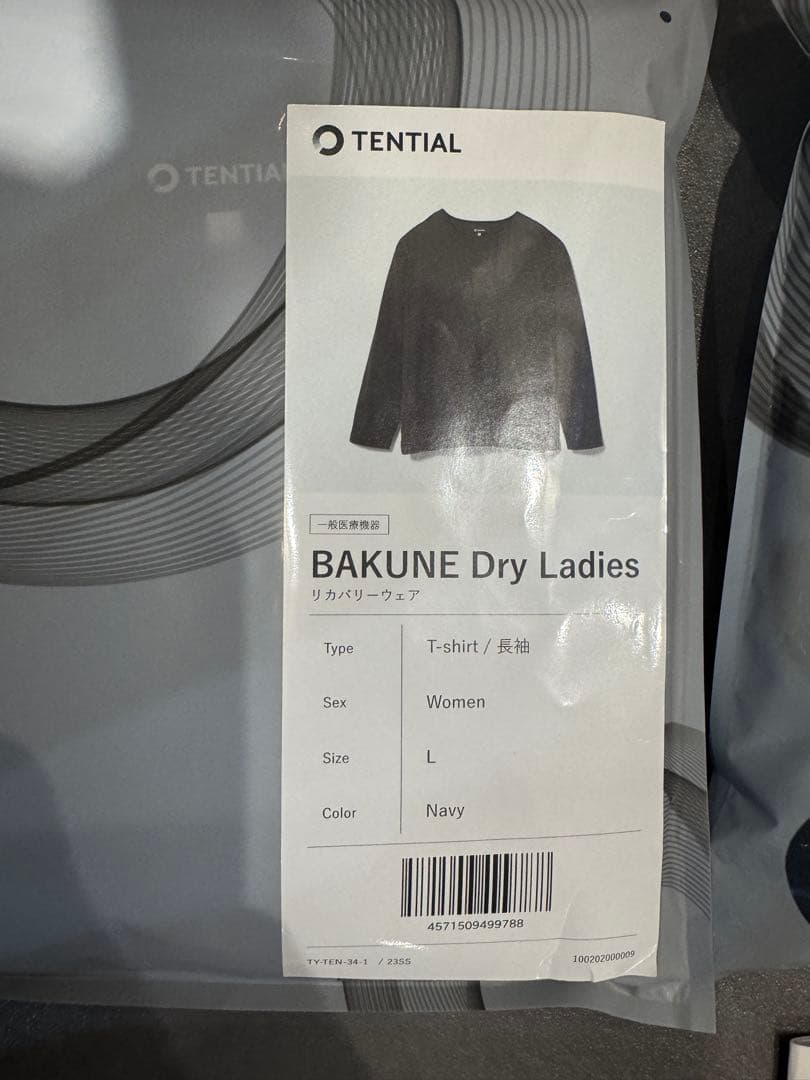 TENTIAL
TENTIAL
一般医療機器
BAKUNE Dry Ladies
リカバリーウェア
Type T-shirt / 長袖
Sex Women
Size L
Color Navy
4571509499788
TY-TEN-34-1 / 23SS 100202000009